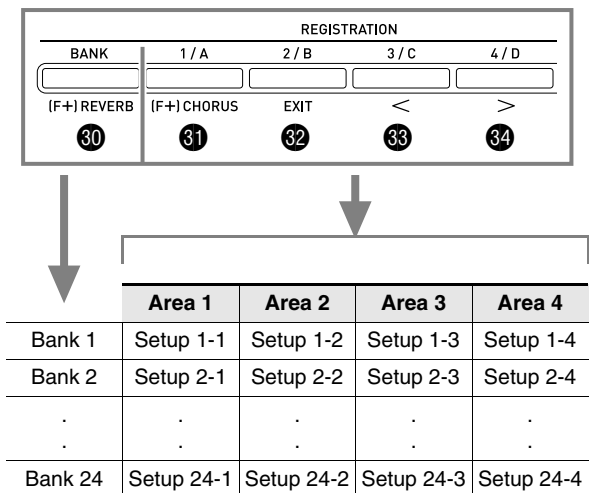 REGISTRATION
BANK 1 / A 2 / B 3 / C 4 / D
(F+) REVERB (F+) CHORUS EXIT < >
30 31 32 33 34
Area 1 Area 2 Area 3 Area 4
Bank 1 Setup 1-1 Setup 1-2 Setup 1-3 Setup 1-4
Bank 2 Setup 2-1 Setup 2-2 Setup 2-3 Setup 2-4
. . . . .
. . . . .
Bank 24 Setup 24-1 Setup 24-2 Setup 24-3 Setup 24-4